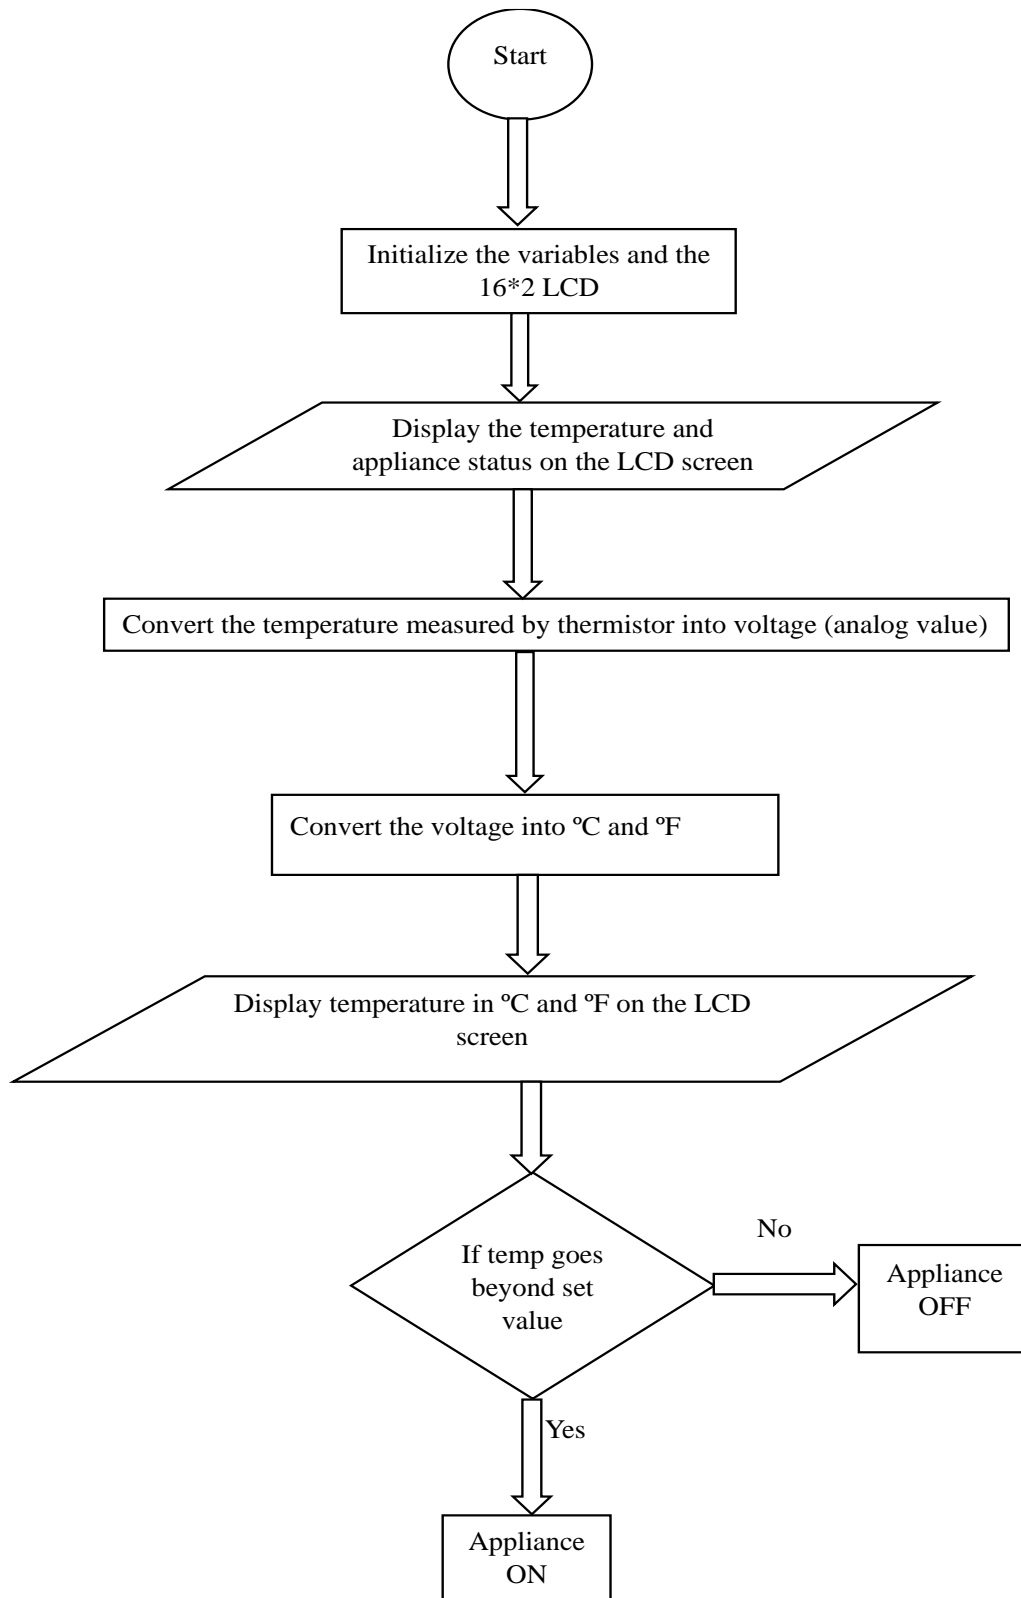 Start
Initialize the variables and the
16*2 LCD
Display the temperature and
appliance status on the LCD screen
Convert the temperature measured by thermistor into voltage (analog value)
Convert the voltage into ºC and ºF
Display temperature in ºC and ºF on the LCD
screen
If temp goes
beyond set
value
No
Appliance
OFF
Yes
Appliance
ON